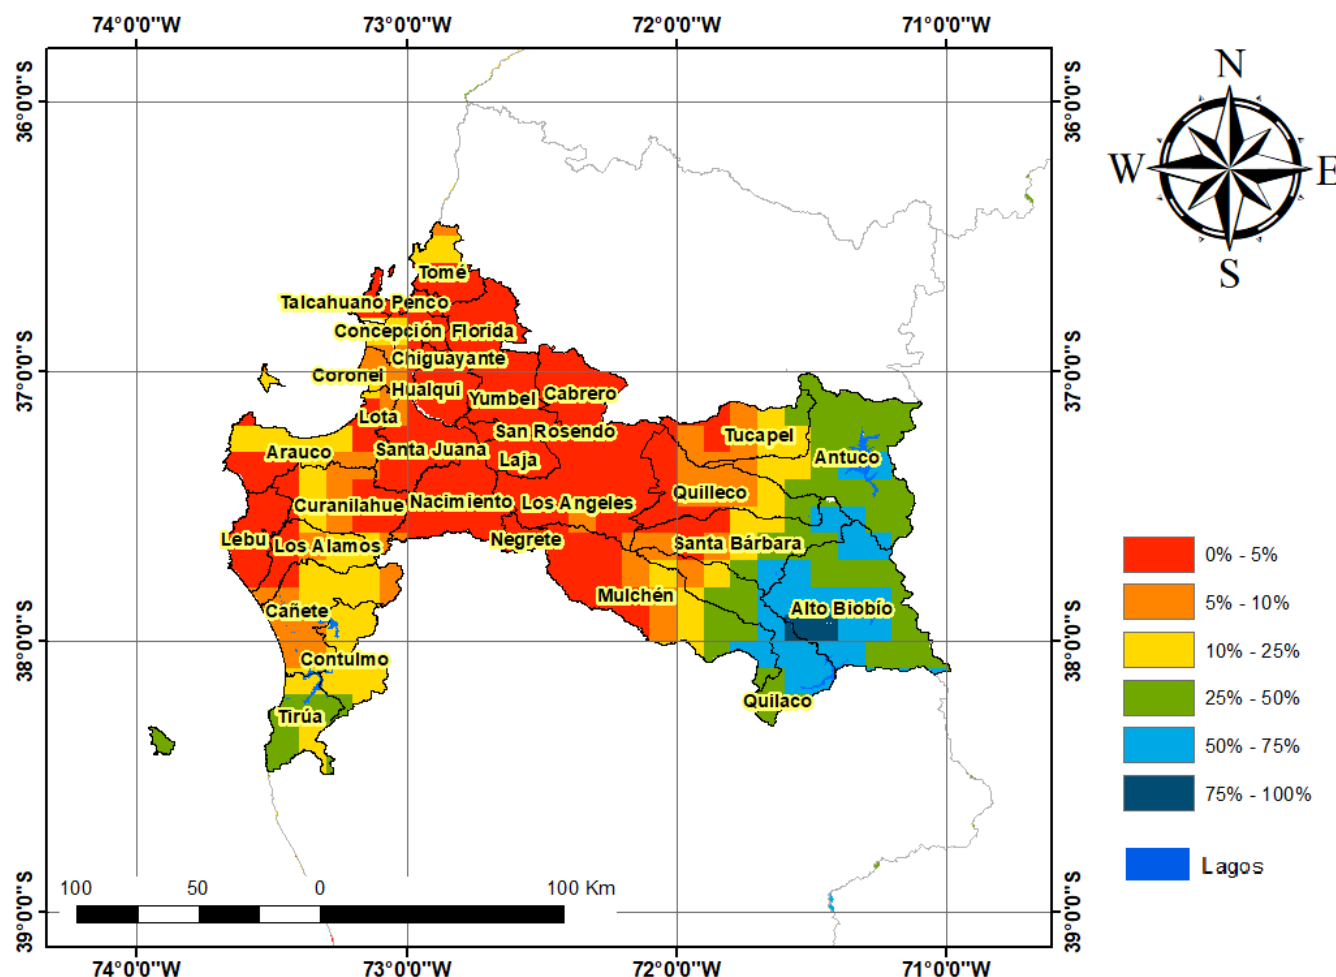 74°0'0"W 73°0'0"W 72°0'0"W 71°0'0"W
36°0'0"S 36°0'0"S
N
W E
S
Tomé
Talcahuano Penco
Concepción Florida
Chiguayante
37°0'0"S 37°0'0"S
Coronel
Hualqui
Yumbel Cabrero
Lota
San Rosendo
Tucapel
Arauco Santa Juana
Laja
Antuco
Quilleco
Curanilahue Nacimiento Los Angeles
Lebu Los Alamos
Negrete
Santa Bárbara
Mulchén
Cañete
Alto Biobío
38°0'0"S 38°0'0"S
Contulmo
Quilaco
Tirúa
0% - 5%
5% - 10%
10% - 25%
25% - 50%
50% - 75%
75% - 100%
Lagos
100 50 0 100 Km
39°0'0"S 39°0'0"S
74°0'0"W 73°0'0"W 72°0'0"W 71°0'0"W